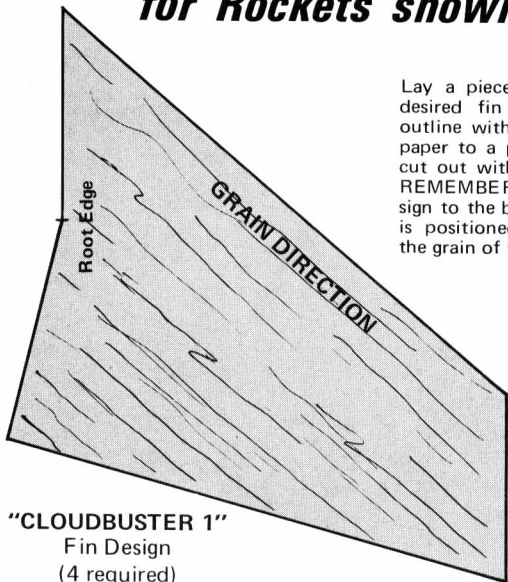 for Rockets shown
Lay a piece
desired fin
outline with
paper to a
cut out with
REMEMBER
sign to the
is positioned
the grain of
GRAIN DIRECTION
Root Edge
"CLOUDBUSTER 1"
Fin Design
(4 required)